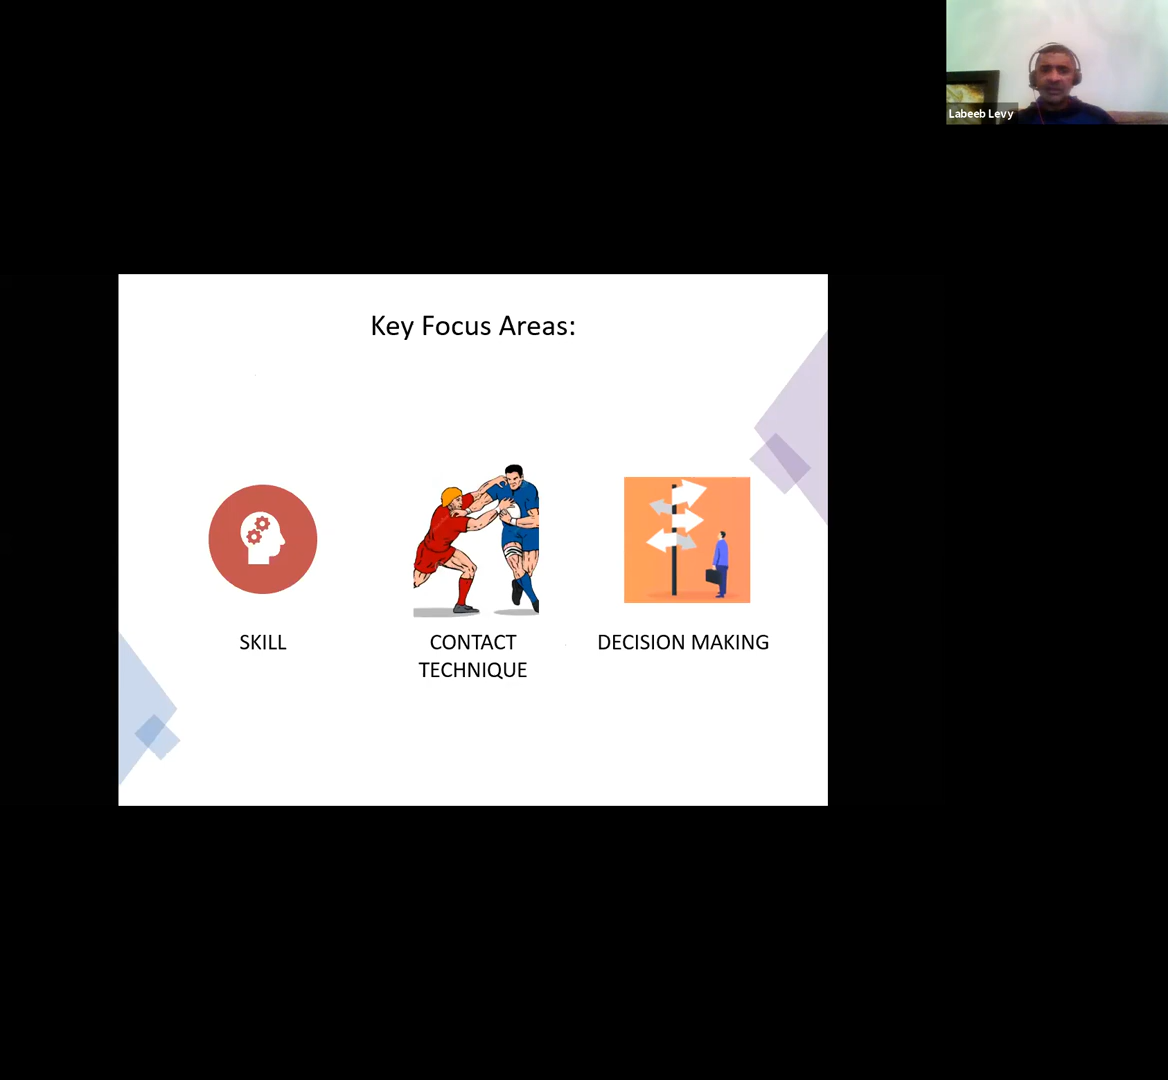 Labeeb Levy
Key Focus Areas:
SKILL
CONTACT
TECHNIQUE
DECISION MAKING